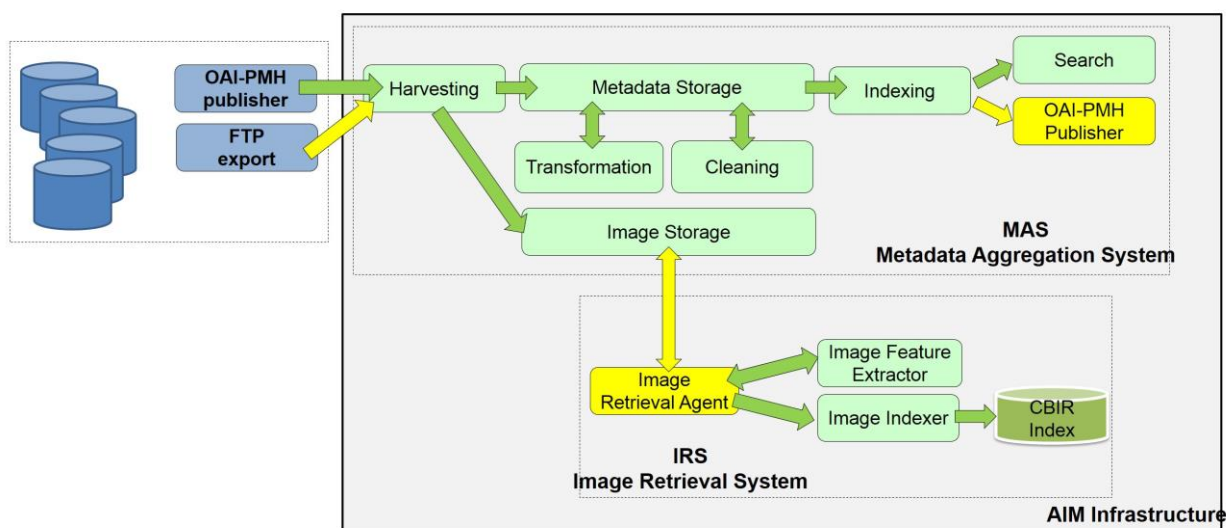 OAI-PMH
publisher
FTP
export
Harvesting
Metadata Storage
Indexing
Search
OAI-PMH
Publisher
Transformation
Cleaning
Image Storage
MAS
Metadata Aggregation System
Image
Retrieval Agent
Image Feature
Extractor
Image Indexer
CBIR
Index
IRS
Image Retrieval System
AIM Infrastructure